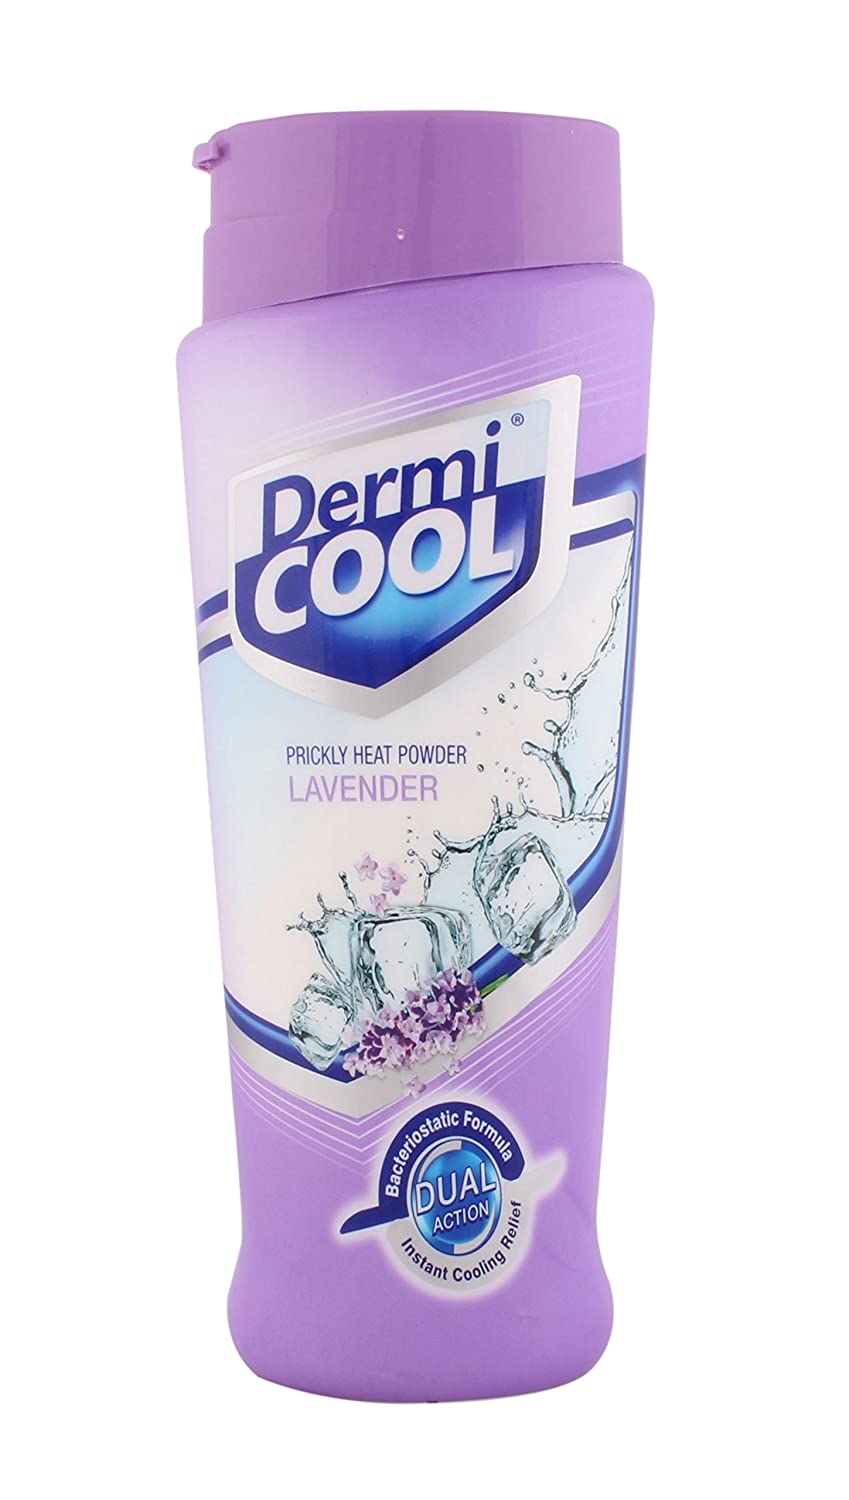 Dermi®
COOL
PRICKLY HEAT POWDER
LAVENDER
Bacteriostatic Formula
DUAL
ACTION
Instant Cooling Relief